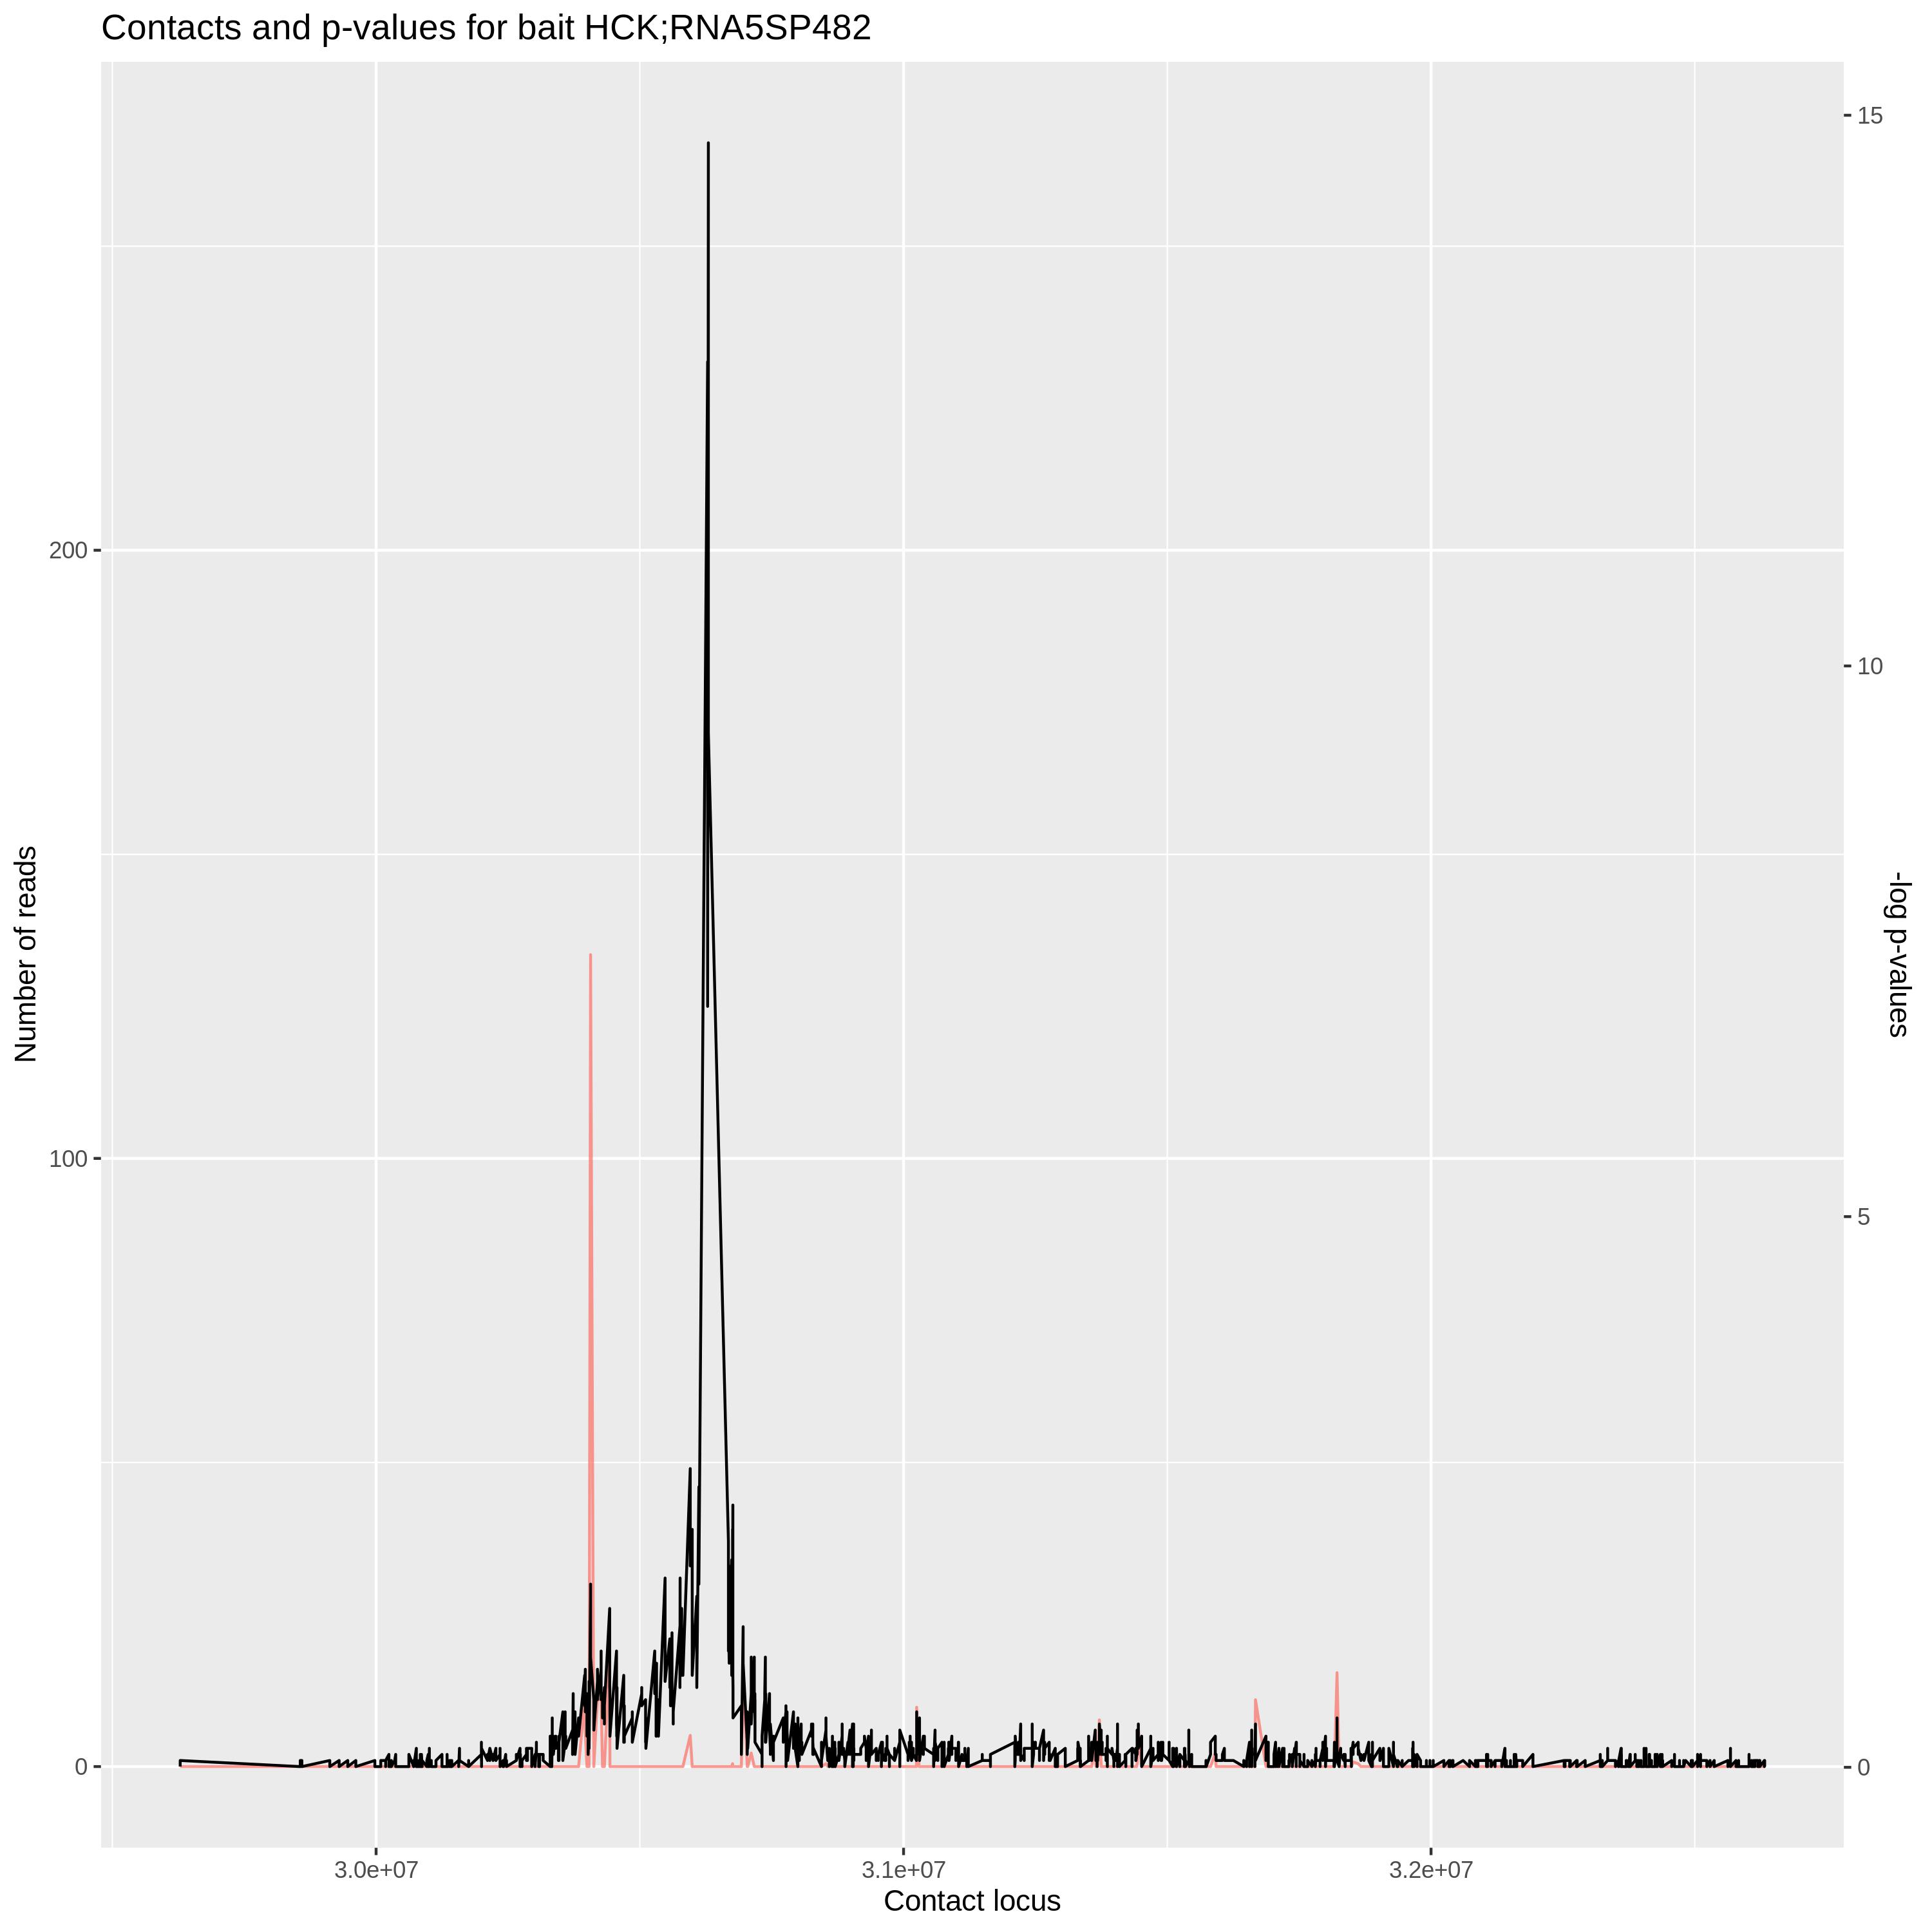 Contacts and p-values for bait HCK;RNA5SP482
15
200
10
Number of reads
-log p-values
100
5
0
0
3.0e+07
3.1e+07
3.2e+07
Contact locus